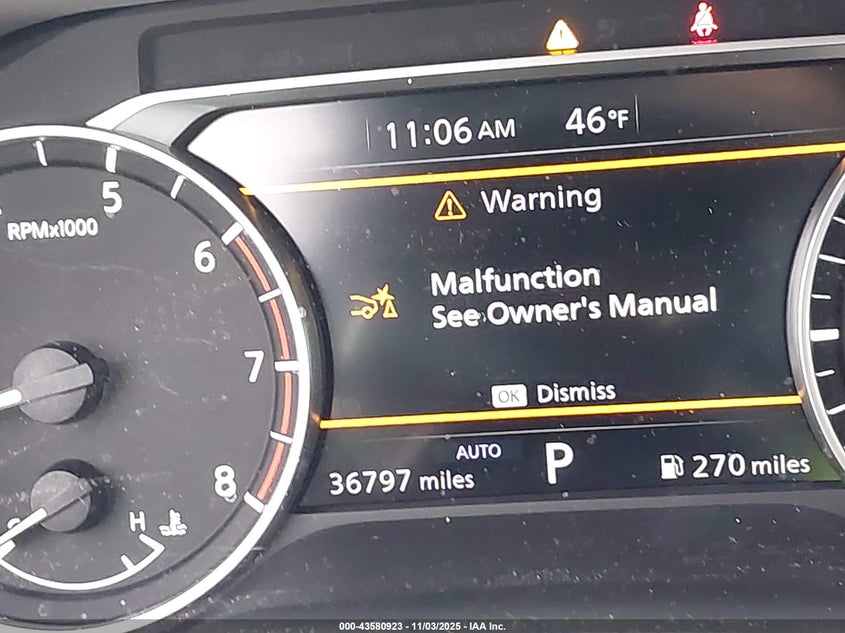 11:06 AM 46°F
Warning
5
RPMx1000
6
Malfunction
See Owner's Manual
7
OK Dismiss
AUTO
8
36797 miles P 270 miles
H
000-43580923 - 11/03/2025 - IAA Inc.